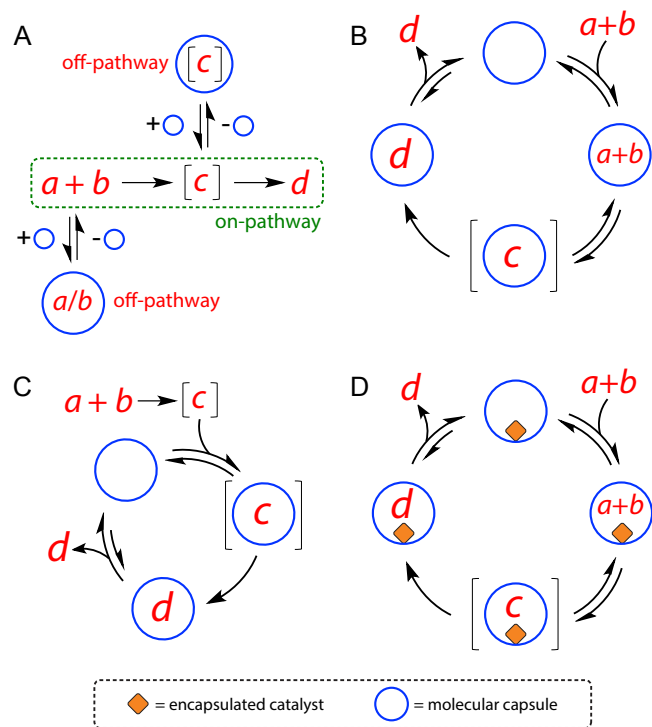 A
off-pathway
[c]
+ -
a + b [c] d
on-pathway
+ -
a/b off-pathway
B
d a+b
d a+b
[c]
C
a + b [c]
[c]
d
d
D
d a+b
d a+b
[c]
= encapsulated catalyst = molecular capsule